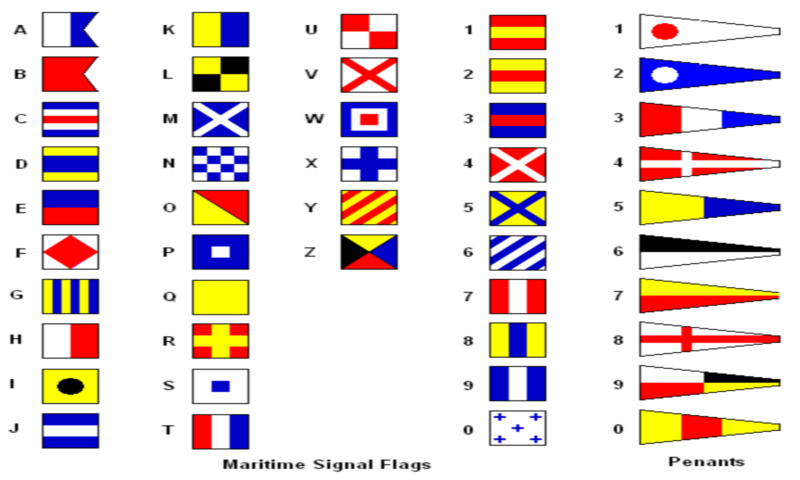 A K U 1 1
B L V 2 2
C M W 3 3
D N X 4 4
E O Y 5 5
F P Z 6 6
G Q 7 7
H R 8 8
I S 9 9
J T 0 0
Maritime Signal Flags Penants